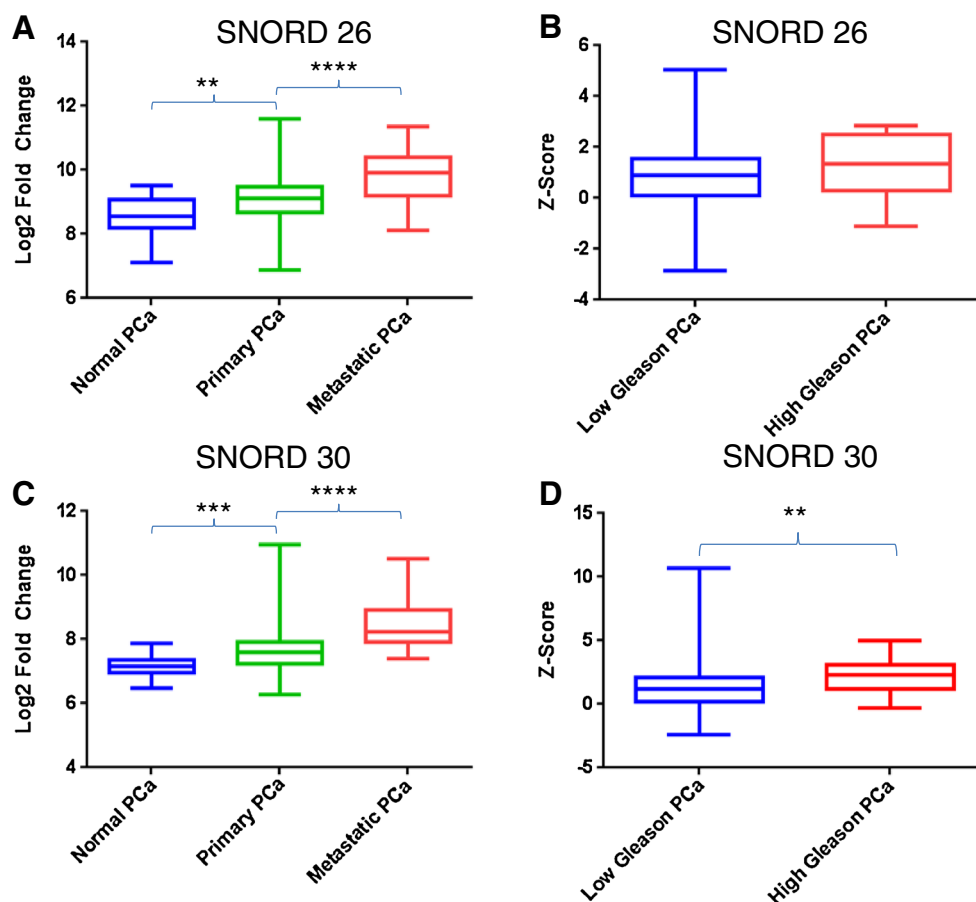 A
SNORD 26
Log2 Fold Change
14
12
10
8
6
**
****
Normal PCa
Primary PCa
Metastatic PCa
B
SNORD 26
Z-Score
6
4
2
0
-2
-4
Low Gleason PCa
High Gleason PCa
C
SNORD 30
Log2 Fold Change
12
10
8
6
4
***
****
Normal PCa
Primary PCa
Metastatic PCa
D
SNORD 30
Z-Score
15
10
5
0
-5
**
Low Gleason PCa
High Gleason PCa